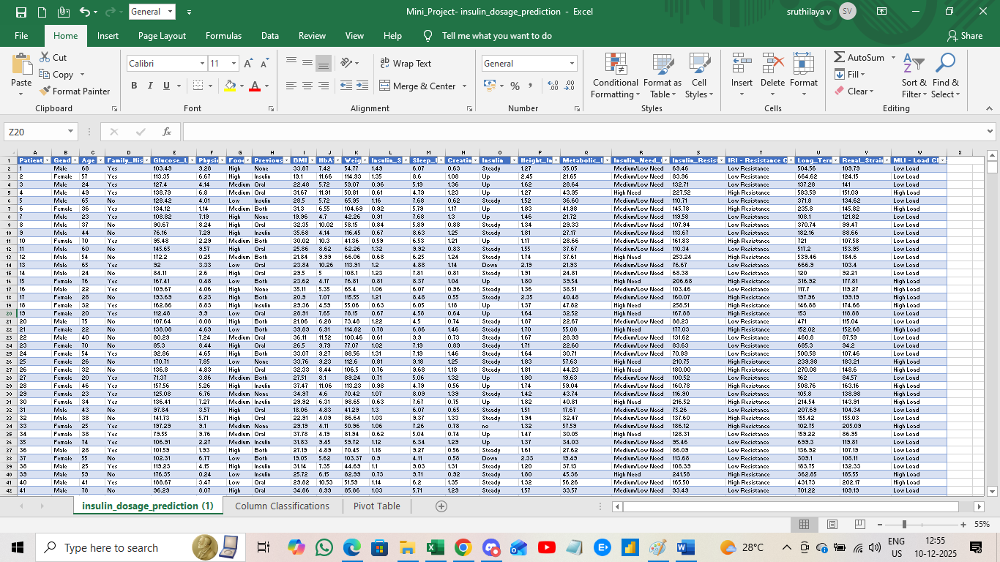 General
Mini_Project- insulin_dosage_prediction - Excel
sruthilaya v
SV
File Home Insert Page Layout Formulas Data Review View Help Tell me what you want to do Share
Paste
Cut
Copy
Format Painter
Clipboard
Calibri 11
B I U
Font
Wrap Text
Merge & Center
Alignment
General
Number
Conditional Formatting
Format as Table
Cell Styles
Styles
Insert Delete Format
Cells
AutoSum
Fill
Clear
Sort & Filter
Find & Select
Editing
Z20
fx
A B C D E F G H I J K L M N O P Q R S T U V W X
1 Patient Gend Age Family_His Glucose_L Physi Food Previous BMI HbA Weig Insulin_S Sleep_ Creatin Insulin Height_In Metabolic_L Insulin_Need_ Insulin_Resist IRI - Resistance C Long_Term Renal_Strain MLI - Load Cl
2 1 Male 68 Yes 103.49 9.28 High None 33.87 7.42 54.77 1.49 6.07 0.63 Steady 1.27 35.05 Medium/Low Need 69.46 Low Resistance 504.56 109.79 Low Load
3 2 Female 57 Yes 113.35 6.67 High Insulin 19.1 11.66 114.93 1.35 8.6 1.08 Up 2.45 21.65 Medium/Low Need 83.96 Low Resistance 664.62 124.15 Low Load
4 3 Male 24 Yes 127.4 4.14 Medium Oral 22.48 5.72 59.07 0.96 5.19 1.36 Up 1.62 28.64 Medium/Low Need 132.71 Low Resistance 137.28 141 Low Load
5 4 Male 49 Yes 138.79 6.8 Medium Oral 31.67 11.91 50.81 0.61 4.79 1.23 Up 1.27 43.95 High Need 227.52 High Resistance 583.59 151.09 High Load
6 5 Male 65 No 128.42 4.01 Low Insulin 28.5 5.72 65.95 1.16 7.68 0.62 Steady 1.52 36.60 Medium/Low Need 110.71 Low Resistance 371.8 134.62 Low Load
7 6 Female 36 Yes 134.12 1.14 Medium Both 31.3 6.55 104.69 0.92 5.79 1.17 Up 1.83 41.98 Medium/Low Need 145.78 High Resistance 235.8 145.82 High Load
8 7 Male 23 Yes 108.82 7.19 High None 19.96 4.7 42.26 0.91 7.68 1.3 Up 1.46 21.72 Medium/Low Need 119.58 Low Resistance 108.1 121.82 Low Load
9 8 Male 37 No 90.67 8.24 High Oral 32.35 10.02 58.15 0.84 5.89 0.88 Steady 1.34 29.33 Medium/Low Need 107.94 Low Resistance 370.74 99.47 Low Load
10 9 Male 44 No 76.16 7.29 High Insulin 35.68 4.14 116.45 0.67 8.63 1.25 Steady 1.81 27.17 Medium/Low Need 113.67 Low Resistance 182.16 88.66 Low Load
11 10 Female 70 Yes 95.48 2.29 Medium Both 30.02 10.3 41.36 0.59 6.53 1.21 Up 1.17 28.66 Medium/Low Need 161.83 High Resistance 721 107.58 Low Load
12 11 Male 60 No 145.65 9.57 High Oral 25.86 8.62 62.26 1.32 9.92 0.83 Steady 1.55 37.67 Medium/Low Need 110.34 Low Resistance 517.2 153.95 Low Load
13 12 Male 54 No 172.2 0.25 Medium Both 21.84 9.99 66.06 0.68 6.25 1.24 Steady 1.74 37.61 High Need 253.24 High Resistance 539.46 184.6 Low Load
14 13 Male 65 Yes 92 3.33 Low Oral 23.84 10.26 113.91 1.2 4.88 1.14 Down 2.19 21.93 Medium/Low Need 76.67 Low Resistance 666.9 103.4 Low Load
15 14 Male 24 No 84.11 2.6 High Oral 29.5 5 108.1 1.23 7.81 0.81 Steady 1.91 24.81 Medium/Low Need 68.38 Low Resistance 120 92.21 Low Load
16 15 Female 76 Yes 167.41 0.48 Low Both 23.62 4.17 76.81 0.81 8.37 1.04 Up 1.80 39.54 High Need 206.68 High Resistance 316.92 177.81 High Load
17 16 Male 22 Yes 109.67 4.06 High None 35.11 5.35 65.4 1.06 6.07 0.96 Steady 1.36 38.51 Medium/Low Need 103.46 Low Resistance 117.7 119.27 High Load
18 17 Female 28 No 193.69 6.23 High Both 20.9 7.07 115.55 1.21 8.48 0.55 Steady 2.35 40.48 Medium/Low Need 160.07 High Resistance 197.96 199.19 High Load
19 18 Female 32 Yes 162.86 8.83 High Insulin 29.36 4.59 55.06 0.63 6.05 1.18 Up 1.37 47.82 High Need 258.51 High Resistance 146.88 174.66 High Load
20 19 Female 20 Yes 112.48 9.9 Low Oral 28.91 7.65 78.15 0.67 4.58 0.64 Up 1.64 32.52 High Need 167.88 High Resistance 153 118.88 Low Load
21 20 Male 75 No 107.64 8.08 High Both 21.06 6.28 73.48 1.22 4.5 0.74 Steady 1.87 22.67 Medium/Low Need 88.23 Low Resistance 471 115.04 Low Load
22 21 Female 22 No 138.08 4.69 Low Both 39.89 6.91 114.82 0.78 6.86 1.46 Steady 1.70 55.08 High Need 177.03 High Resistance 152.02 152.68 High Load
23 22 Male 40 No 80.29 7.24 Medium Oral 36.11 11.52 100.46 0.61 9.9 0.73 Steady 1.67 28.99 Medium/Low Need 131.62 Low Resistance 460.8 87.59 Low Load
24 23 Female 70 No 85.3 8.44 High Oral 26.5 9.79 77.07 1.02 7.19 0.89 Steady 1.71 22.60 Medium/Low Need 83.63 Low Resistance 685.3 94.2 Low Load
25 24 Female 54 Yes 92.86 4.65 High Both 33.07 9.27 88.56 1.31 7.19 1.46 Steady 1.64 30.71 Medium/Low Need 70.89 Low Resistance 500.58 107.46 Low Load
26 25 Female 26 No 170.71 7.85 Low None 33.76 9.23 112.6 0.81 9.18 1.25 Steady 1.83 57.63 High Need 210.75 High Resistance 239.98 183.21 High Load
27 26 Female 32 No 136.8 4.83 High Oral 32.33 8.44 106.5 0.76 9.68 1.18 Steady 1.81 44.23 High Need 180.00 High Resistance 270.08 148.6 High Load
28 27 Female 20 Yes 71.37 3.86 Medium Both 27.51 8.1 89.24 0.71 5.06 1.32 Up 1.80 19.63 Medium/Low Need 100.52 Low Resistance 162 84.57 Low Load
29 28 Female 46 Yes 157.56 5.26 High Insulin 37.47 11.06 113.23 0.98 4.79 0.56 Up 1.74 59.04 Medium/Low Need 160.78 High Resistance 508.76 163.16 High Load
30 29 Female 23 Yes 125.08 6.76 Medium None 34.97 4.6 70.42 1.07 8.09 1.39 Steady 1.42 43.74 Medium/Low Need 116.90 Low Resistance 105.8 138.98 High Load
31 30 Female 34 Yes 136.41 7.27 Medium Insulin 29.92 6.31 98.65 0.63 7.67 0.75 Up 1.82 40.81 High Need 216.52 High Resistance 214.54 143.91 High Load
32 31 Male 43 No 97.84 3.57 High Oral 18.06 4.83 41.29 1.3 6.07 0.65 Steady 1.51 17.67 Medium/Low Need 75.26 Low Resistance 207.69 104.34 Low Load
33 32 Male 38 No 141.73 5.71 High Oral 22.91 4.09 86.64 1.03 9.37 1.33 Steady 1.94 32.47 Medium/Low Need 137.60 Low Resistance 155.42 155.03 Low Load
34 33 Female 25 Yes 197.29 9.1 Medium None 29.19 4.11 50.96 1.06 7.26 0.78 no 1.32 57.59 Medium/Low Need 186.12 High Resistance 102.75 205.09 High Load
35 34 Female 38 Yes 79.55 9.76 Medium Oral 37.78 4.19 81.94 0.62 5.04 0.74 Up 1.47 30.05 High Need 128.31 Low Resistance 159.22 86.95 Low Load
36 35 Female 74 Yes 106.91 2.27 Medium Insulin 31.83 9.45 59.72 1.12 6.34 1.29 Up 1.37 34.03 Medium/Low Need 95.46 Low Resistance 699.3 119.81 Low Load
37 36 Male 28 Yes 101.59 1.93 High Both 27.19 4.89 70.45 1.18 9.27 0.56 Steady 1.61 27.62 Medium/Low Need 86.09 Low Resistance 136.92 107.19 Low Load
38 37 Female 55 No 102.31 6.77 Low Both 19.05 5.62 103.37 0.9 4.11 0.58 Down 2.33 19.49 Medium/Low Need 113.68 Low Resistance 309.1 108.11 Low Load
39 38 Male 25 Yes 119.23 4.15 High Insulin 31.14 7.35 44.69 1.1 9.03 1.31 Steady 1.20 37.13 Medium/Low Need 108.39 Low Resistance 183.75 132.33 Low Load
40 39 Male 59 No 176.35 0.24 Low Insulin 25.72 6.15 82.99 0.73 9.71 0.92 Steady 1.80 45.36 High Need 241.58 High Resistance 362.85 185.55 High Load
41 40 Male 41 Yes 188.67 3.47 Low Oral 29.82 10.53 51.59 1.14 6.2 1.35 Steady 1.32 56.26 Medium/Low Need 165.50 High Resistance 431.73 202.17 High Load
42 41 Male 78 No 96.29 8.07 High Oral 34.86 8.99 85.86 1.03 5.71 1.29 Steady 1.57 33.57 Medium/Low Need 93.49 Low Resistance 701.22 109.19 Low Load
insulin_dosage_prediction (1) Column Classifications Pivot Table
55%
Type here to search
28°C
ENG
US
12:55
10-12-2025